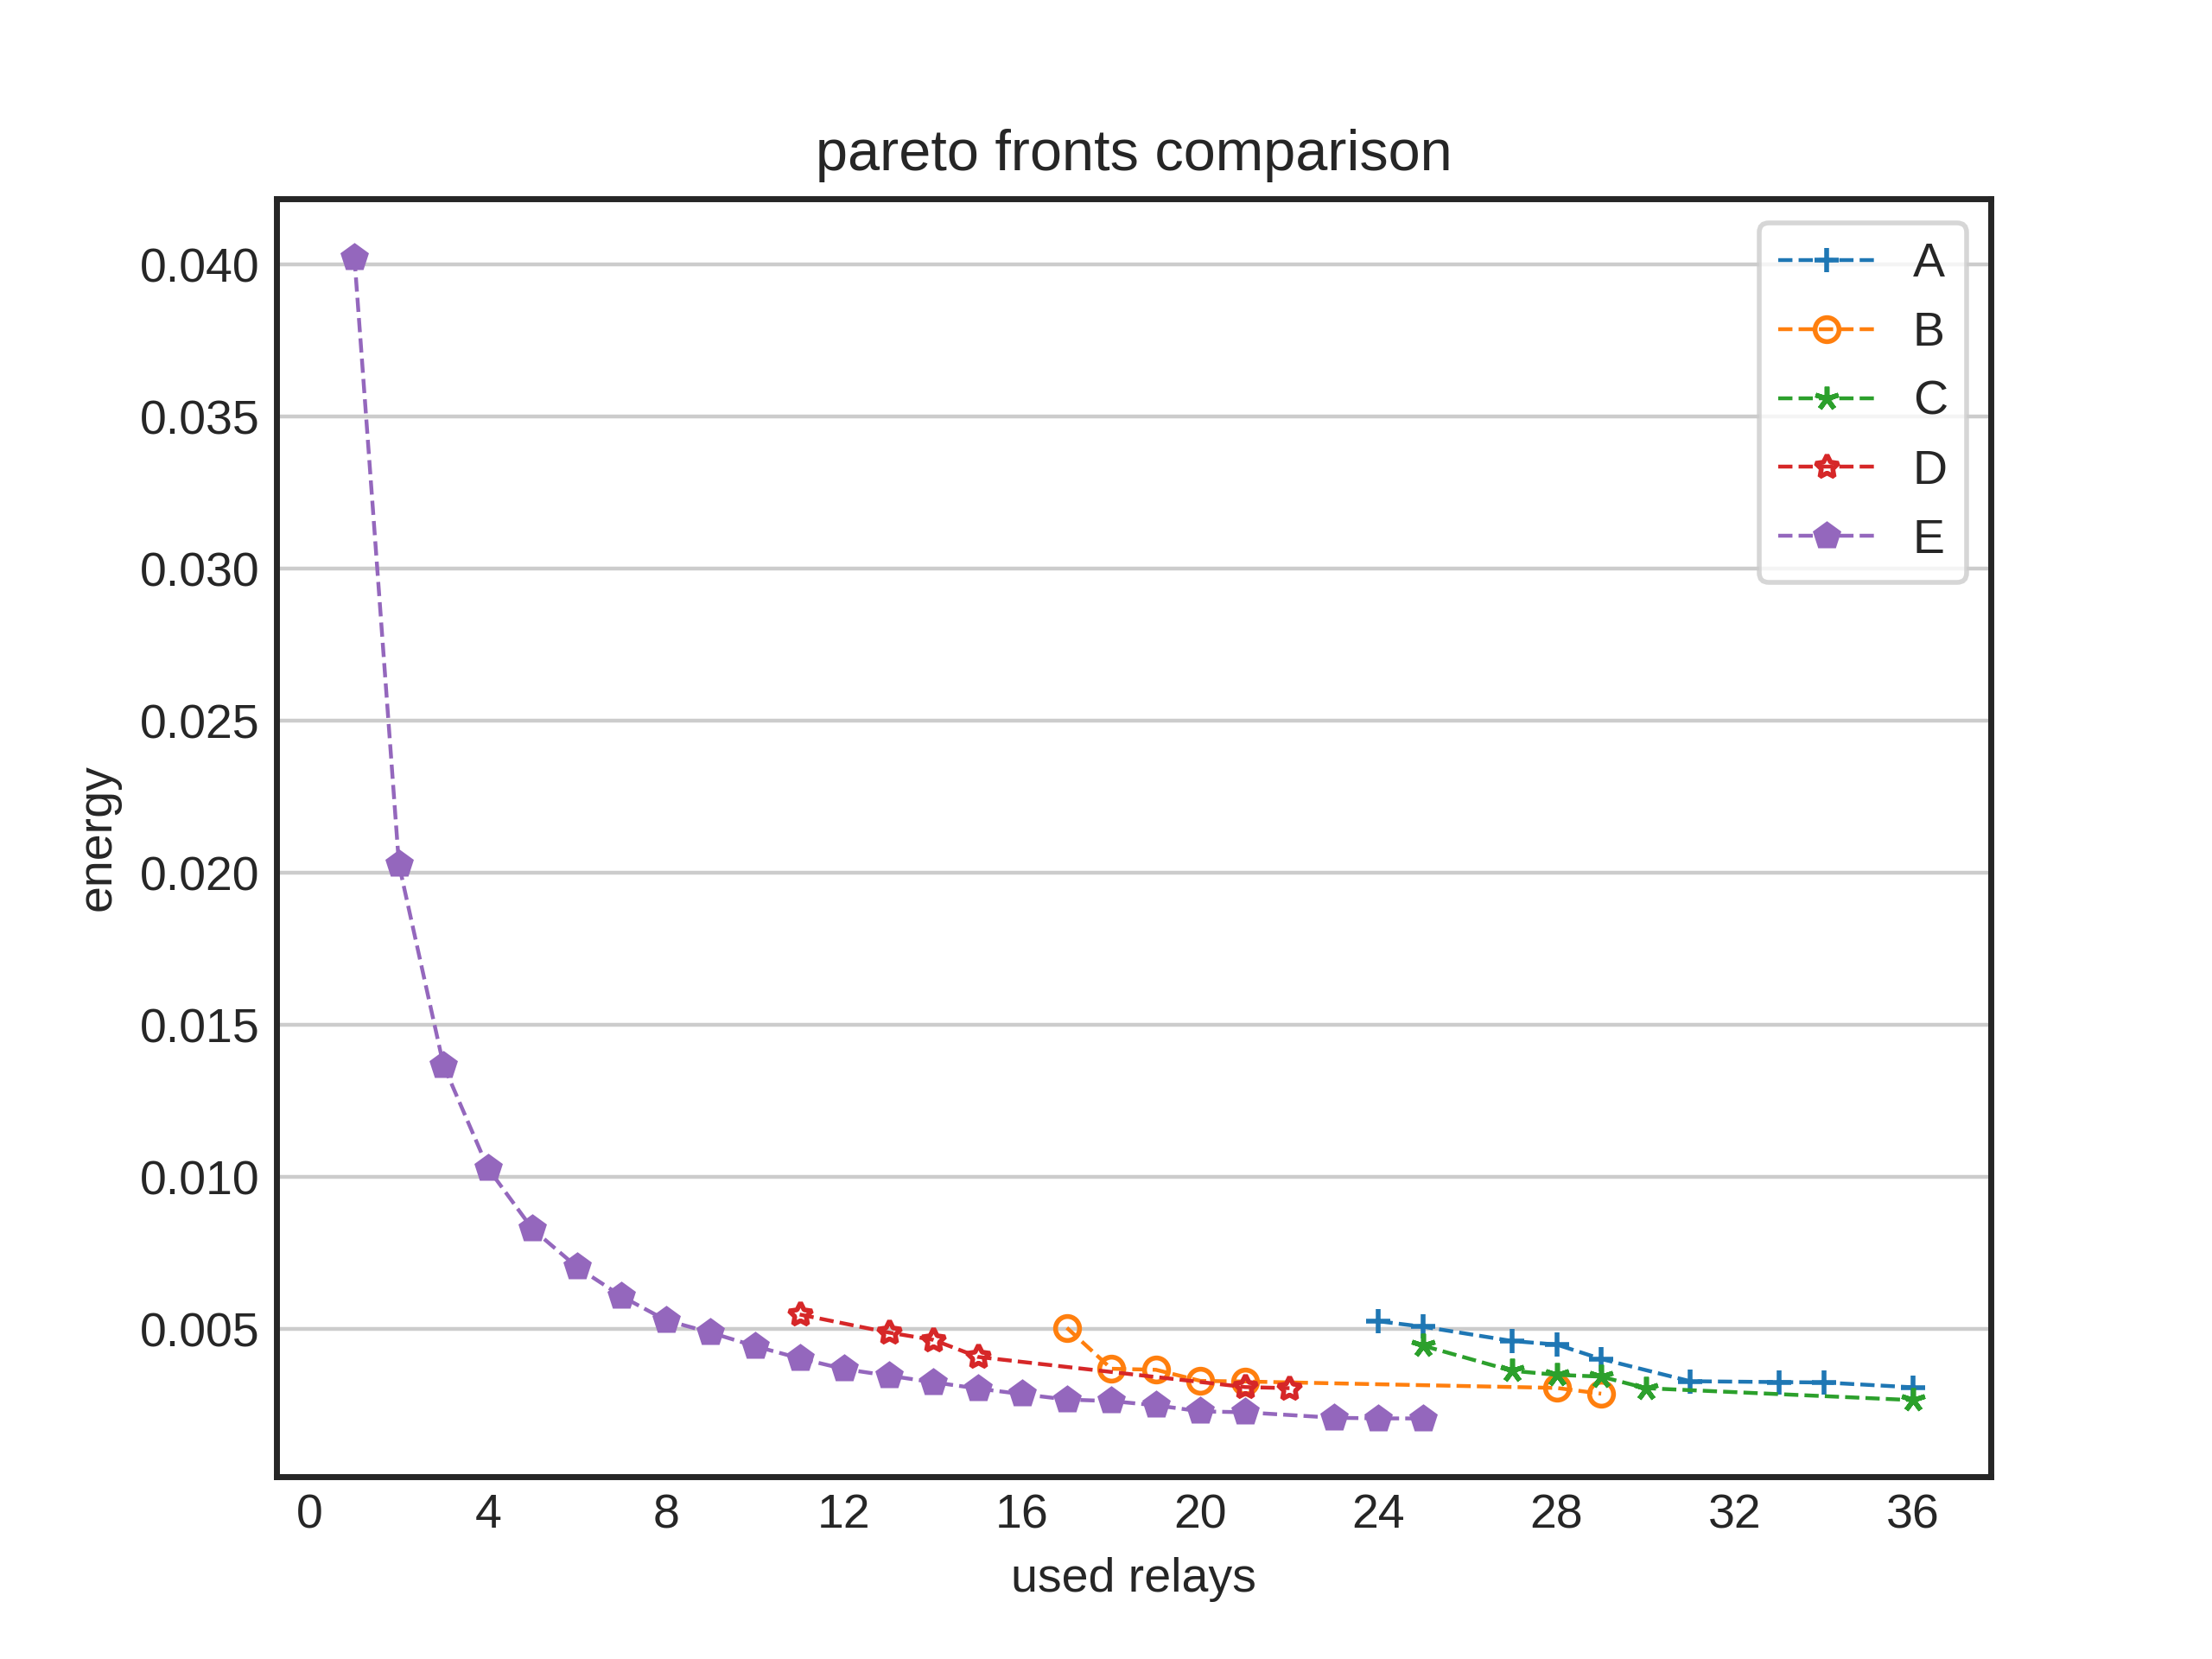 pareto fronts comparison
0.040
0.035
0.030
0.025
0.020
0.015
0.010
0.005
energy
A
B
C
D
E
0 4 8 12 16 20 24 28 32 36
used relays